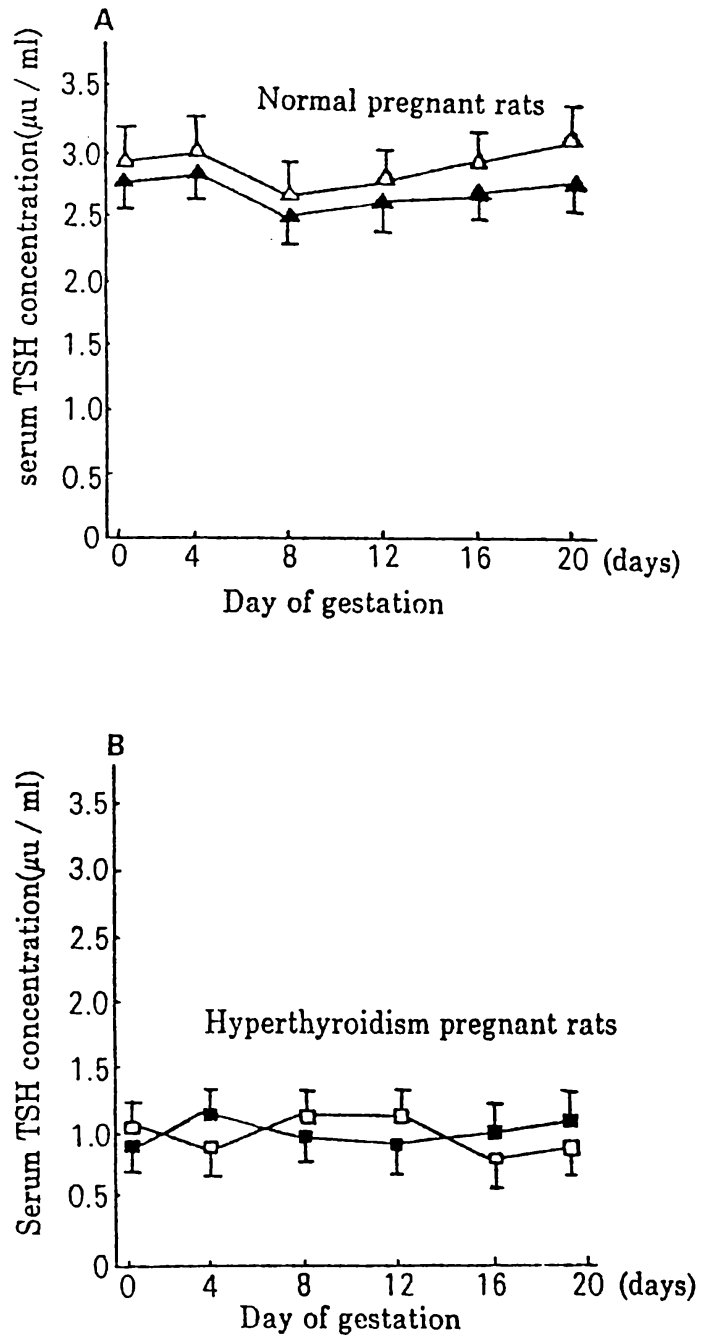 A
serum TSH concentration(μu / ml)
3.5
3.0
2.5
2.0
1.5
1.0
0.5
0
Normal pregnant rats
0 4 8 12 16 20 (days)
Day of gestation
B
Serum TSH concentration(μu / ml)
3.5
3.0
2.5
2.0
1.5
1.0
0.5
0
Hyperthyroidism pregnant rats
0 4 8 12 16 20 (days)
Day of gestation